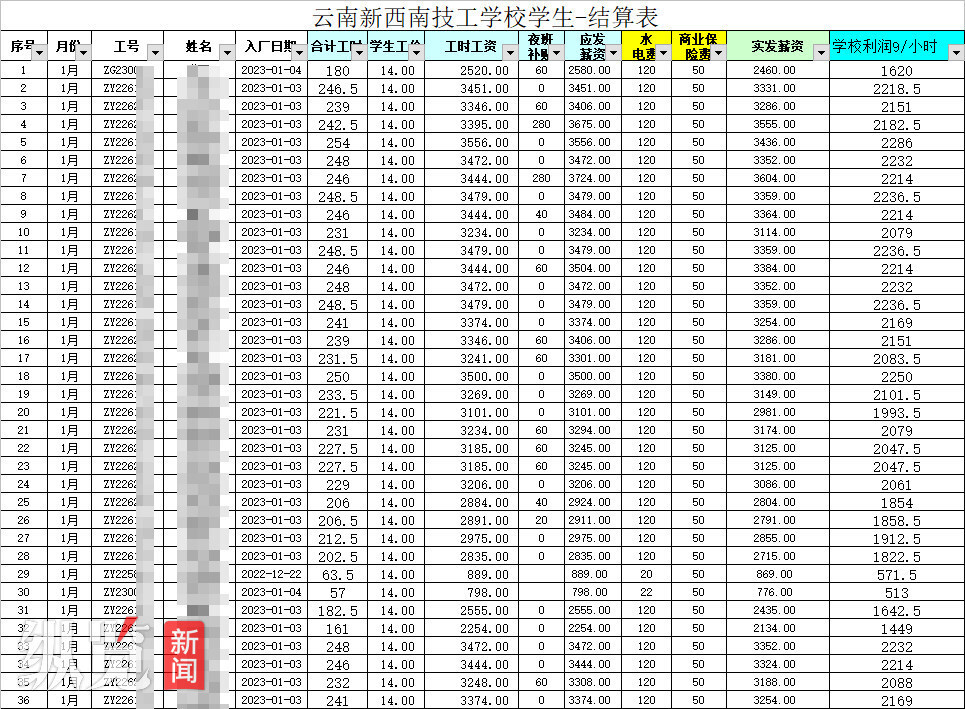 云南新西南技工学校学生-结算表
序号 月份 工号 姓名 入厂日期 合计工时 学生工价 工时工资 夜班补贴 应发薪资 水电费 商业保险费 实发薪资 学校利润9/小时
1 1月 ZG2300 2023-01-04 180 14.00 2520.00 60 2580.00 120 50 2460.00 1620
2 1月 ZY2261 2023-01-03 246.5 14.00 3451.00 0 3451.00 120 50 3331.00 2218.5
3 1月 ZY2262 2023-01-03 239 14.00 3346.00 60 3406.00 120 50 3286.00 2151
4 1月 ZY2262 2023-01-03 242.5 14.00 3395.00 280 3675.00 120 50 3555.00 2182.5
5 1月 ZY2261 2023-01-03 254 14.00 3556.00 0 3556.00 120 50 3436.00 2286
6 1月 ZY2261 2023-01-03 248 14.00 3472.00 0 3472.00 120 50 3352.00 2232
7 1月 ZY2262 2023-01-03 246 14.00 3444.00 280 3724.00 120 50 3604.00 2214
8 1月 ZY2261 2023-01-03 248.5 14.00 3479.00 0 3479.00 120 50 3359.00 2236.5
9 1月 ZY2262 2023-01-03 246 14.00 3444.00 40 3484.00 120 50 3364.00 2214
10 1月 ZY2261 2023-01-03 231 14.00 3234.00 0 3234.00 120 50 3114.00 2079
11 1月 ZY2261 2023-01-03 248.5 14.00 3479.00 0 3479.00 120 50 3359.00 2236.5
12 1月 ZY2262 2023-01-03 246 14.00 3444.00 60 3504.00 120 50 3384.00 2214
13 1月 ZY2261 2023-01-03 248 14.00 3472.00 0 3472.00 120 50 3352.00 2232
14 1月 ZY2261 2023-01-03 248.5 14.00 3479.00 0 3479.00 120 50 3359.00 2236.5
15 1月 ZY2261 2023-01-03 241 14.00 3374.00 0 3374.00 120 50 3254.00 2169
16 1月 ZY2262 2023-01-03 239 14.00 3346.00 60 3406.00 120 50 3286.00 2151
17 1月 ZY2262 2023-01-03 231.5 14.00 3241.00 60 3301.00 120 50 3181.00 2083.5
18 1月 ZY2261 2023-01-03 250 14.00 3500.00 0 3500.00 120 50 3380.00 2250
19 1月 ZY2261 2023-01-03 233.5 14.00 3269.00 0 3269.00 120 50 3149.00 2101.5
20 1月 ZY2261 2023-01-03 221.5 14.00 3101.00 0 3101.00 120 50 2981.00 1993.5
21 1月 ZY2262 2023-01-03 231 14.00 3234.00 60 3294.00 120 50 3174.00 2079
22 1月 ZY2262 2023-01-03 227.5 14.00 3185.00 60 3245.00 120 50 3125.00 2047.5
23 1月 ZY2262 2023-01-03 227.5 14.00 3185.00 60 3245.00 120 50 3125.00 2047.5
24 1月 ZY2262 2023-01-03 229 14.00 3206.00 0 3206.00 120 50 3086.00 2061
25 1月 ZY2262 2023-01-03 206 14.00 2884.00 40 2924.00 120 50 2804.00 1854
26 1月 ZY2261 2023-01-03 206.5 14.00 2891.00 20 2911.00 120 50 2791.00 1858.5
27 1月 ZY2261 2023-01-03 212.5 14.00 2975.00 0 2975.00 120 50 2855.00 1912.5
28 1月 ZY2261 2023-01-03 202.5 14.00 2835.00 0 2835.00 120 50 2715.00 1822.5
29 1月 ZY2258 2022-12-22 63.5 14.00 889.00 889.00 20 50 869.00 571.5
30 1月 ZY2300 2023-01-04 57 14.00 798.00 798.00 22 50 776.00 513
31 1月 ZY2261 2023-01-03 182.5 14.00 2555.00 0 2555.00 120 50 2435.00 1642.5
32 1月 ZY2261 2023-01-03 161 14.00 2254.00 0 2254.00 120 50 2134.00 1449
33 1月 ZY2261 2023-01-03 248 14.00 3472.00 0 3472.00 120 50 3352.00 2232
34 1月 ZY2261 2023-01-03 246 14.00 3444.00 0 3444.00 120 50 3324.00 2214
35 1月 2023-01-03 232 14.00 3248.00 60 3308.00 120 50 3188.00 2088
36 1月 ZY2261 2023-01-03 241 14.00 3374.00 0 3374.00 120 50 3254.00 2169
纵览新闻